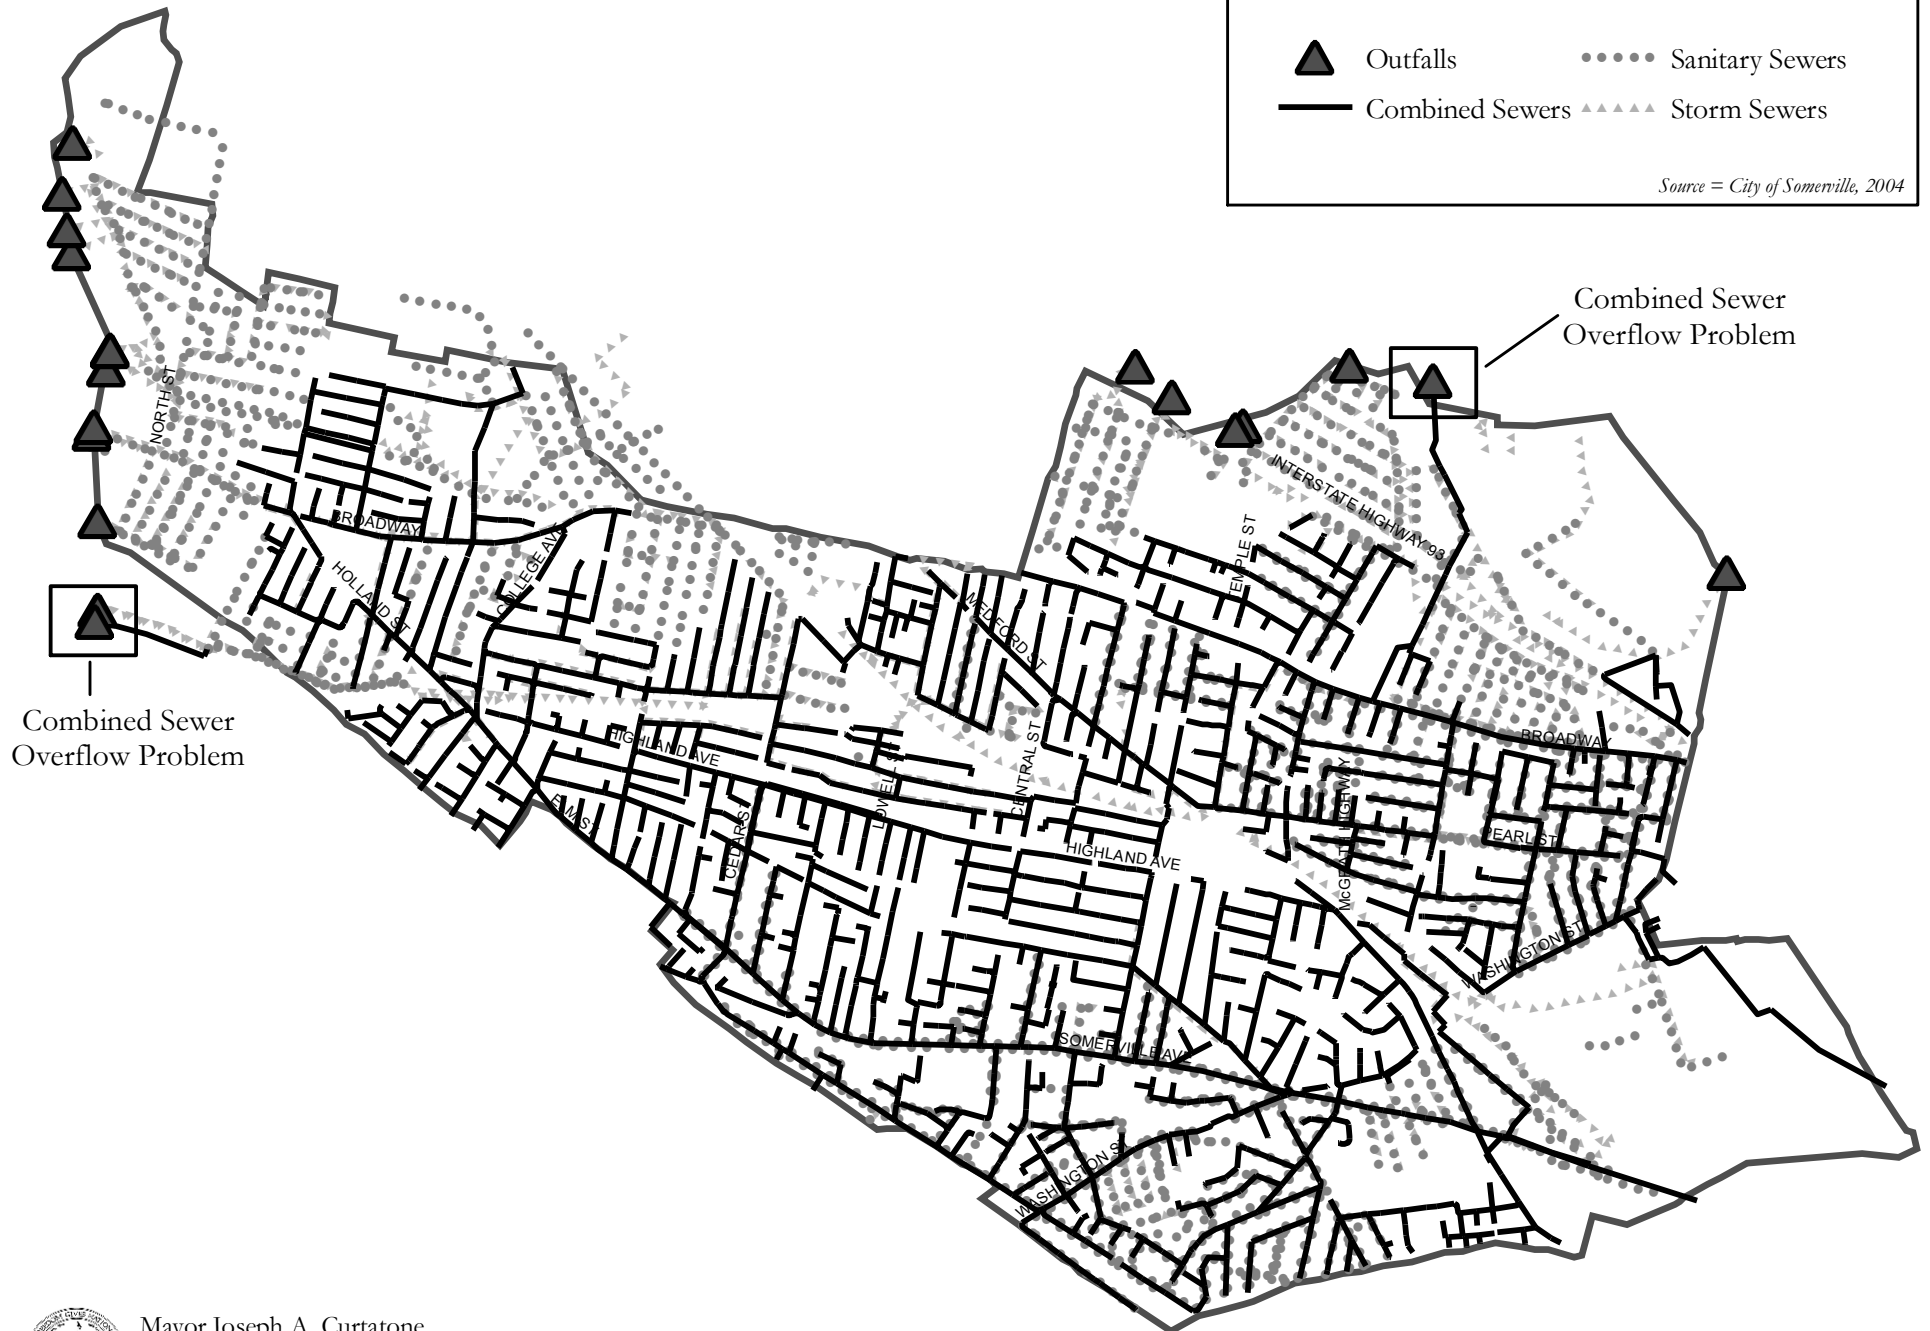 Outfalls
Sanitary Sewers
Combined Sewers
Storm Sewers
Source = City of Somerville, 2004
Combined Sewer
Overflow Problem
NORTH ST
INTERSTATE HIGHWAY 93
BROADWAY
COLLEGE AVE
TEMPLE ST
HOLLAND ST
MEDFORD ST
Combined Sewer
Overflow Problem
HIGHLAND AVE
BROADWAY
LOWELL ST
CENTRAL ST
McGRATH HIGHWAY
ELM ST
CEDAR ST
PEARL ST
HIGHLAND AVE
WASHINGTON ST
SOMERVILLE AVE
WASHINGTON ST
Mayor Joseph A. Curtatone